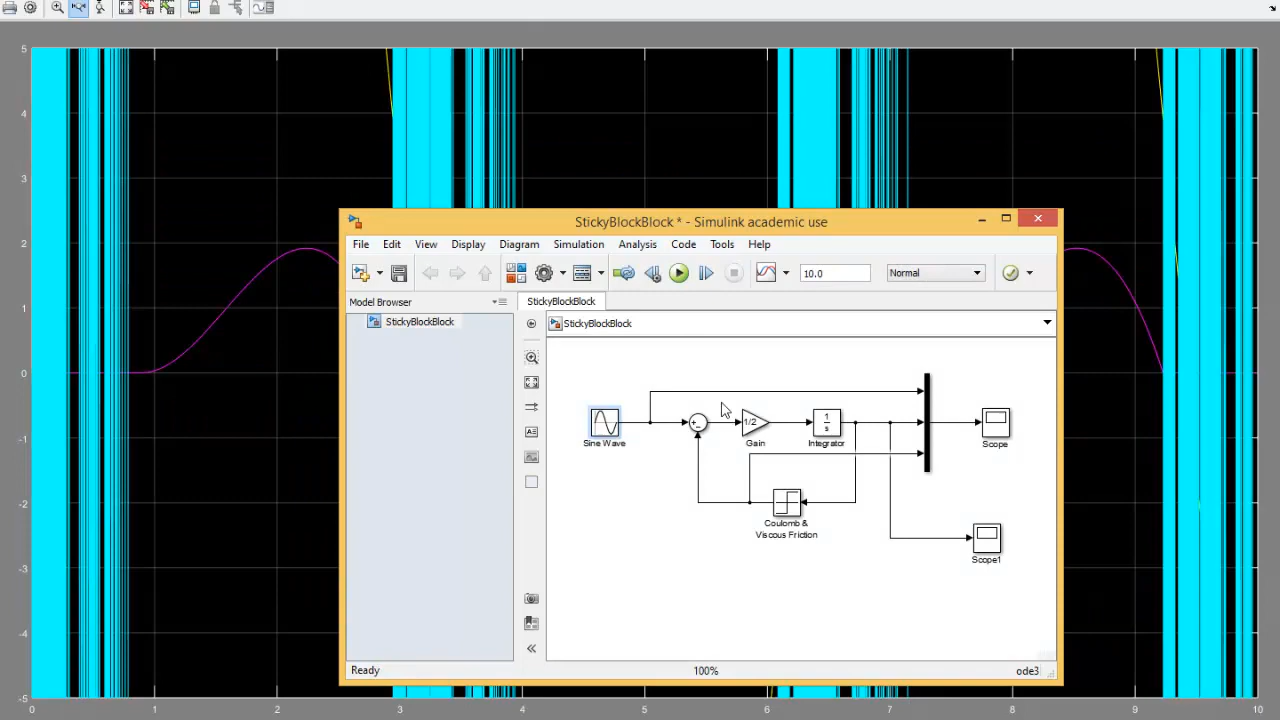 5
4
3
2
1
0
-1
-2
-3
-4
-5
0
1
2
3
4
5
6
7
8
9
10
StickyBlockBlock * - Simulink academic use
File Edit View Display Diagram Simulation Analysis Code Tools Help
10.0 Normal
Model Browser
StickyBlockBlock
StickyBlockBlock
StickyBlockBlock
Sine Wave
+
-
1/2
Gain
1
s
Integrator
Scope
Coulomb &
Viscous Friction
Scope1
Ready 100% ode3